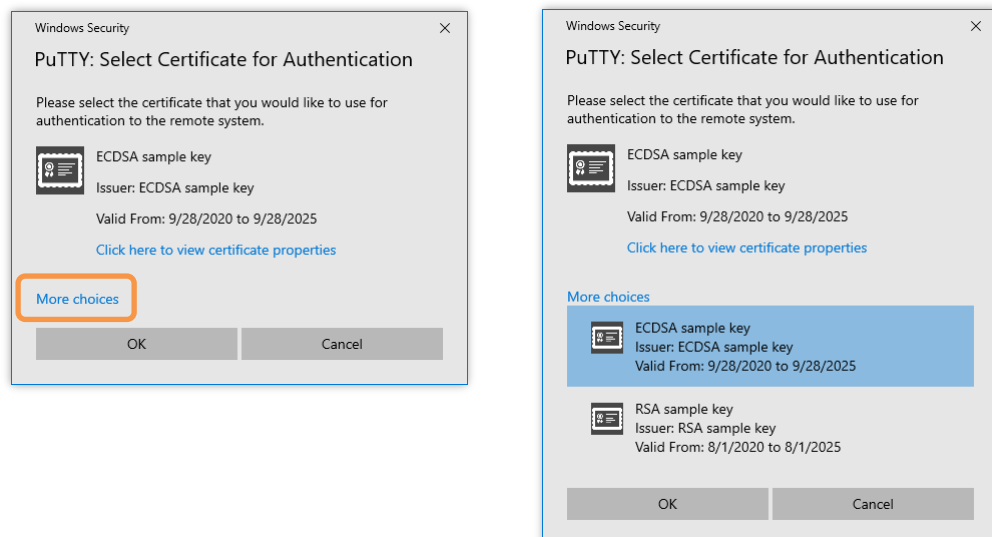 Windows Security
PuTTY: Select Certificate for Authentication
Please select the certificate that you would like to use for
authentication to the remote system.
ECDSA sample key
Issuer: ECDSA sample key
Valid From: 9/28/2020 to 9/28/2025
Click here to view certificate properties
More choices
OK
Cancel
Windows Security
PuTTY: Select Certificate for Authentication
Please select the certificate that you would like to use for
authentication to the remote system.
ECDSA sample key
Issuer: ECDSA sample key
Valid From: 9/28/2020 to 9/28/2025
Click here to view certificate properties
More choices
ECDSA sample key
Issuer: ECDSA sample key
Valid From: 9/28/2020 to 9/28/2025
RSA sample key
Issuer: RSA sample key
Valid From: 8/1/2020 to 8/1/2025
OK
Cancel